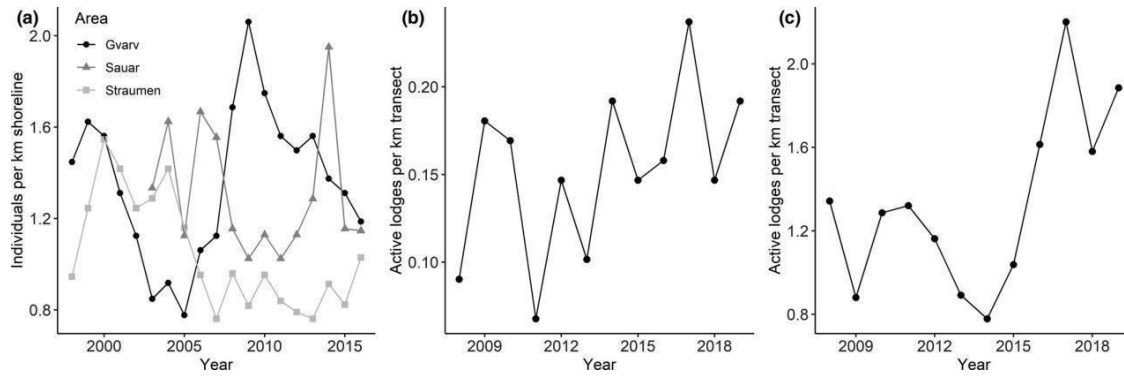 (a)
Area
Gvarv
Sauar
Straumen
Individuals per km shoreline
2.0
1.6
1.2
0.8
2000 2005 2010 2015
Year
(b)
Active lodges per km transect
0.20
0.15
0.10
2009 2012 2015 2018
Year
(c)
Active lodges per km transect
2.0
1.6
1.2
0.8
2009 2012 2015 2018
Year